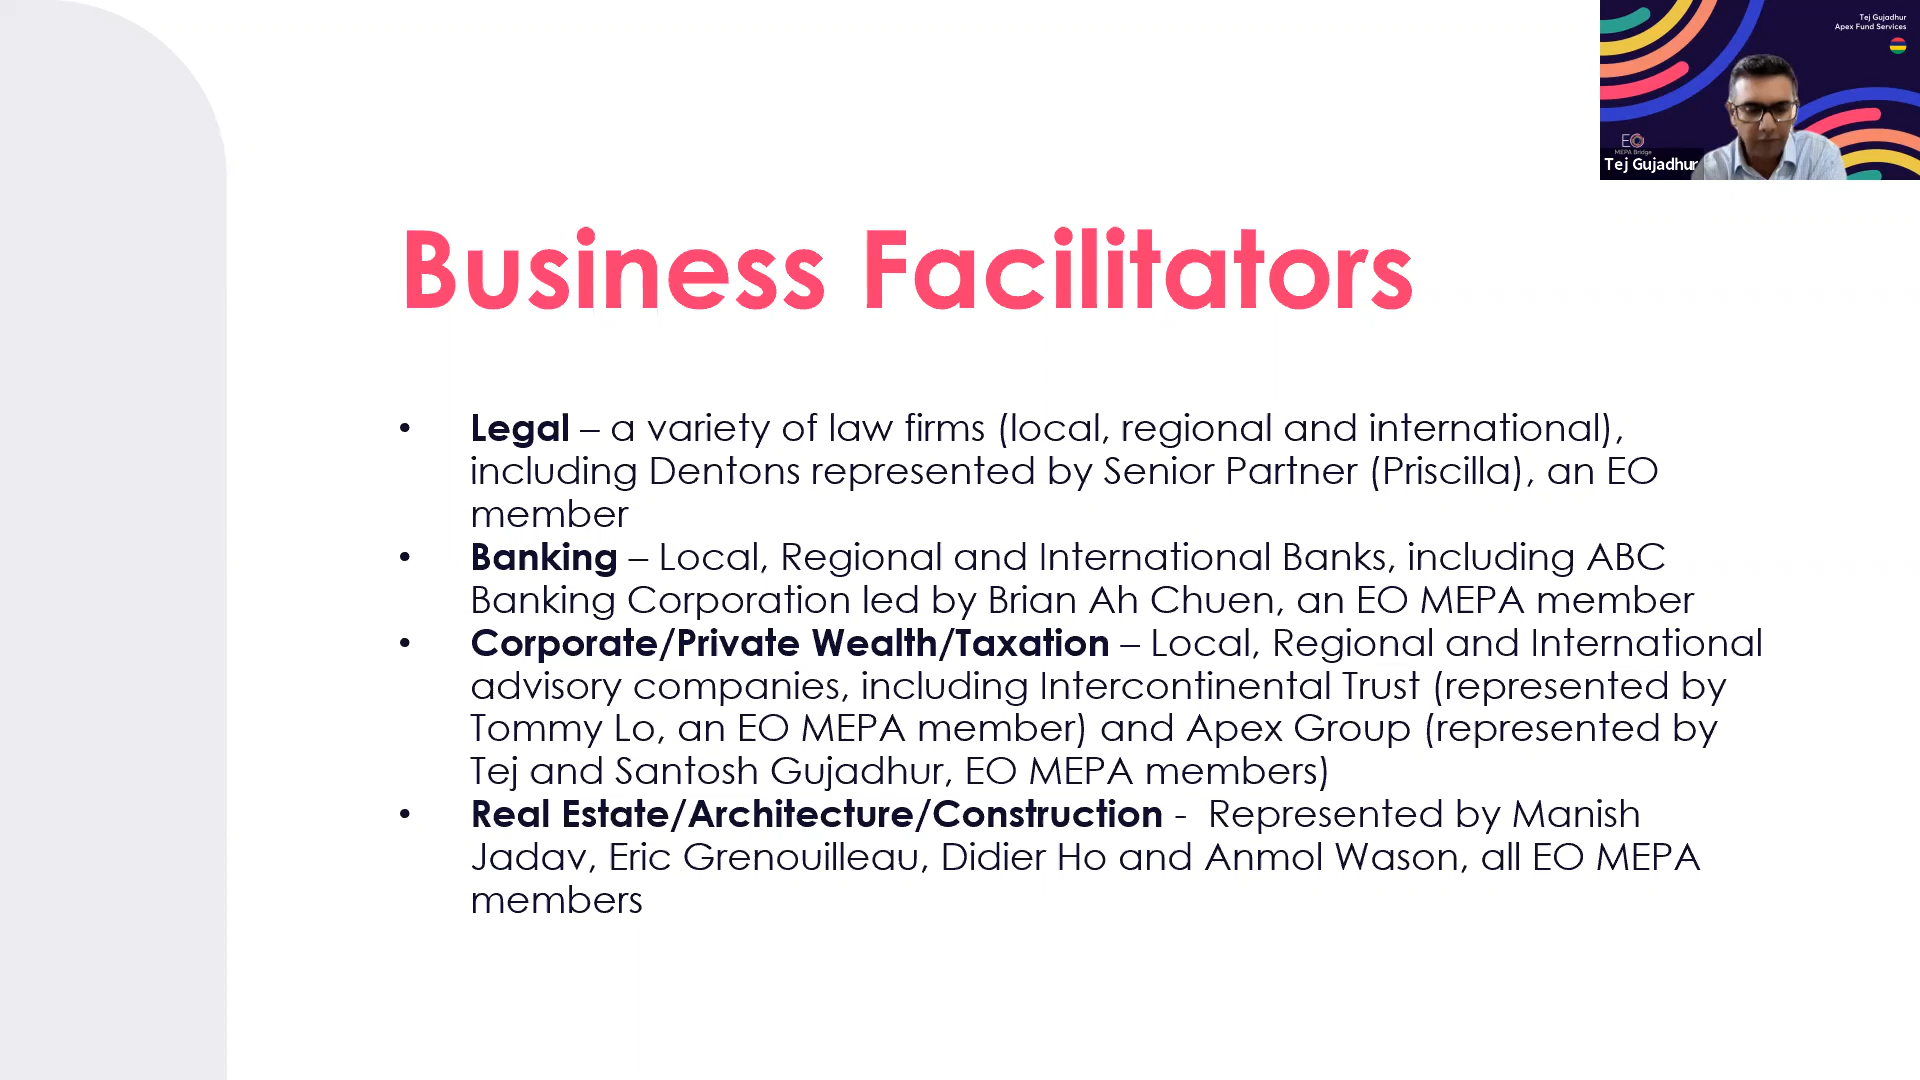 Tej Gujadhur
Apex Fund Services
EO
MEPA Bridge
Tej Gujadhur
Business Facilitators
• Legal – a variety of law firms (local, regional and international),
including Dentons represented by Senior Partner (Priscilla), an EO
member
• Banking – Local, Regional and International Banks, including ABC
Banking Corporation led by Brian Ah Chuen, an EO MEPA member
• Corporate/Private Wealth/Taxation – Local, Regional and International
advisory companies, including Intercontinental Trust (represented by
Tommy Lo, an EO MEPA member) and Apex Group (represented by
Tej and Santosh Gujadhur, EO MEPA members)
• Real Estate/Architecture/Construction -  Represented by Manish
Jadav, Eric Grenouilleau, Didier Ho and Anmol Wason, all EO MEPA
members